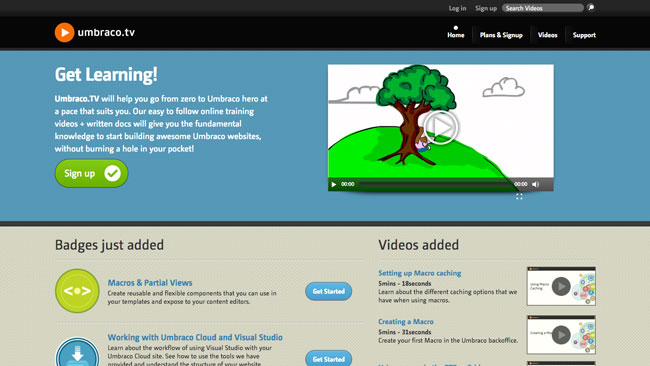 Log in Sign up Search Videos
umbraco.tv
Home Plans & Signup Videos Support
Get Learning!
Umbraco.TV will help you go from zero to Umbraco hero at
a pace that suits you. Our easy to follow online training
videos + written docs will give you the fundamental
knowledge to start building awesome Umbraco websites,
without burning a hole in your pocket!
Sign up
00:00 00:00
Badges just added
Macros & Partial Views
Create reusable and flexible components that you can use in
your templates and expose to your content editors.
Get Started
Working with Umbraco Cloud and Visual Studio
Learn about the workflow of using Visual Studio with your
Umbraco Cloud site. See how to use the tools we have
provided and understand the structure of your website
Get Started
Videos added
Setting up Macro caching
5mins - 18seconds
Learn about the different caching options that we
have when using macros.
Using Macro
Caching
Creating a Macro
5mins - 31seconds
Create your first Macro in the Umbraco backoffice.
Creating a Macro